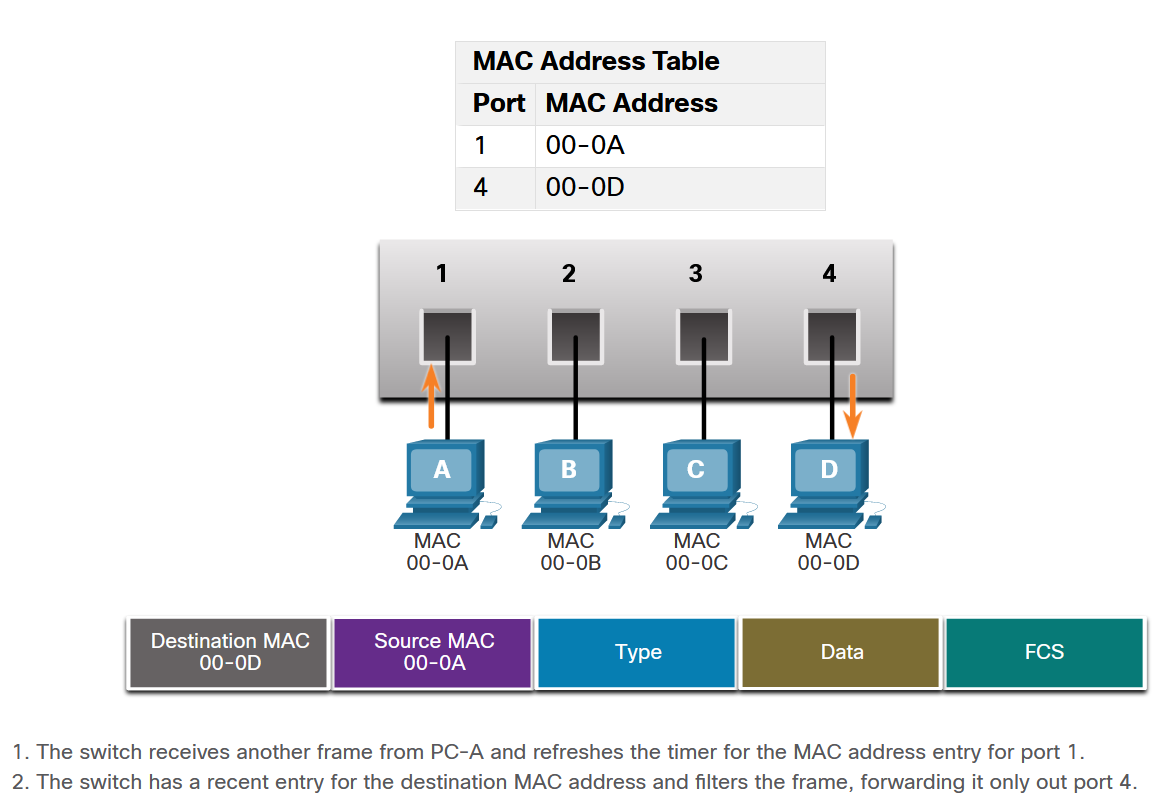 MAC Address Table
Port MAC Address
1 00-0A
4 00-0D
1 2 3 4
A B C D
MAC MAC MAC MAC
00-0A 00-0B 00-0C 00-0D
Destination MAC Source MAC Type Data FCS
00-0D 00-0A
1. The switch receives another frame from PC-A and refreshes the timer for the MAC address entry for port 1.
2. The switch has a recent entry for the destination MAC address and filters the frame, forwarding it only out port 4.